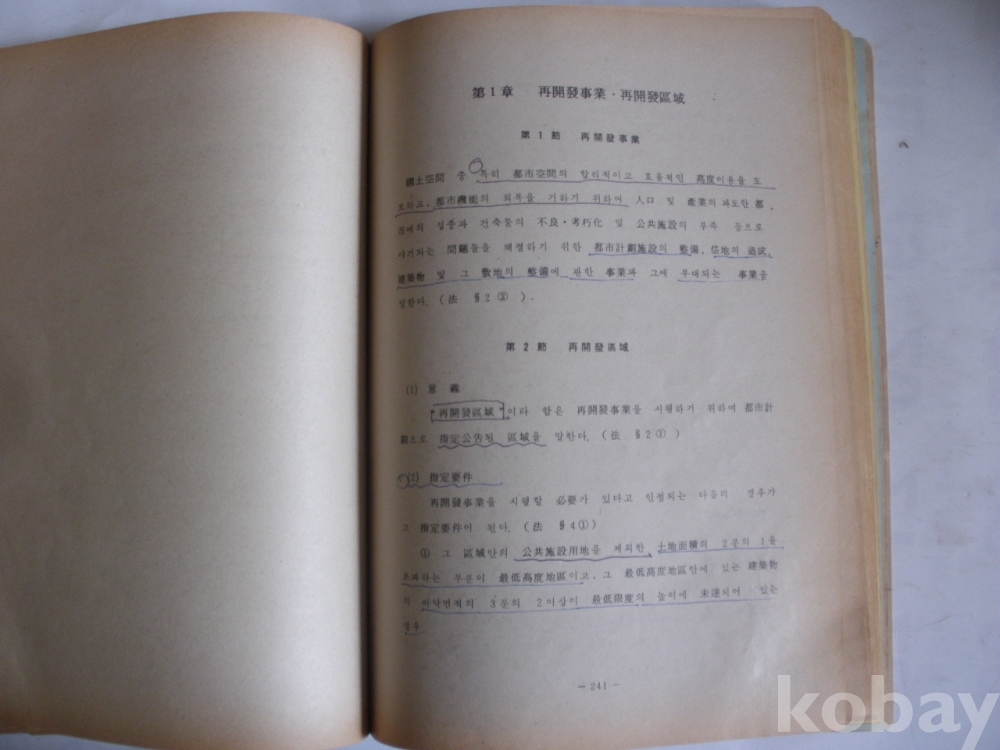 第1章 再開發事業·再開發區域
第 1 節 再開發事業
國土空間 중 특히 都市空間의 합리적이고 효율적인 高度이용을 도
모하고, 都市機能의 회복을 기하기 위하여 人口 및 產業의 과도한 都
市에의 집중과 건축물의 不良·考朽化 및 公共施設의 부족 등으로
야기되는 問題들을 해결하기 위한 都市計劃施設의 整備, 垈地의 造成,
建築物 및 그 敷地의 整備에 관한 事業과 그에 부대되는 事業을
말한다. (法 §2 ②).
第 2 節 再開發區域
(1) 意 義
"再開發區域"이라 함은 再開發事業을 시행하기 위하여 都市計
劃으로 指定公告된 區域을 말한다. (法 §2①)
(2) 指定要件
再開發事業을 시행할 必要가 있다고 인정되는 다음의 경우가
그 指定要件이 된다. (法 §4①)
① 그 區域안의 公共施設用地를 제외한 土地面積의 2분의 1를
초과하는 부분이 最低高度地區이고, 그 最低高度地區안에 있는 建築物
의 바닥면적의 3분의 2이상이 最低限度의 높이에 未達되어 있는
경우
- 241 -
kobay